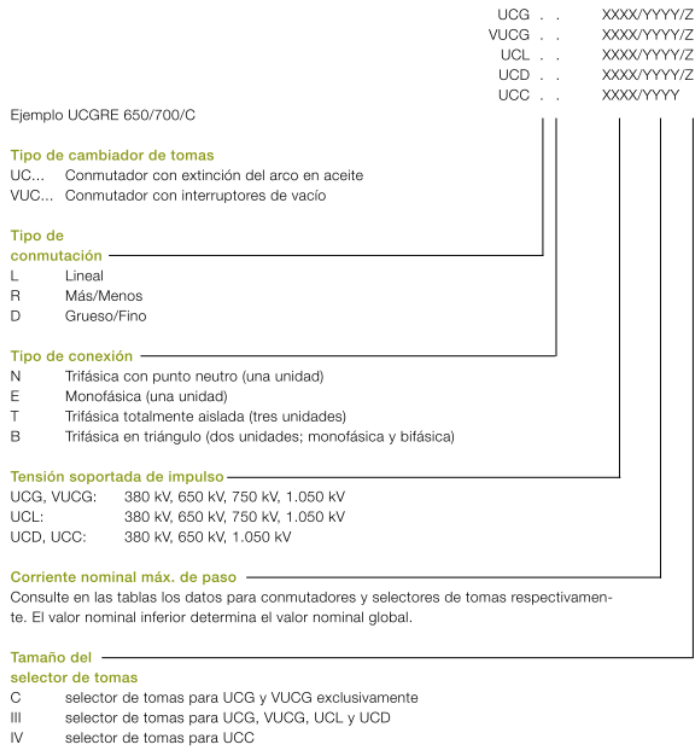 UCG . . XXXX/YYYY/Z
VUCG . . XXXX/YYYY/Z
UCL . . XXXX/YYYY/Z
UCD . . XXXX/YYYY/Z
UCC . . XXXX/YYYY
Ejemplo UCGRE 650/700/C
Tipo de cambiador de tomas
UC... Conmutador con extinción del arco en aceite
VUC... Conmutador con interruptores de vacío
Tipo de
conmutación
L Lineal
R Más/Menos
D Grueso/Fino
Tipo de conexión
N Trifásica con punto neutro (una unidad)
E Monofásica (una unidad)
T Trifásica totalmente aislada (tres unidades)
B Trifásica en triángulo (dos unidades; monofásica y bifásica)
Tensión soportada de impulso
UCG, VUCG: 380 kV, 650 kV, 750 kV, 1.050 kV
UCL: 380 kV, 650 kV, 750 kV, 1.050 kV
UCD, UCC: 380 kV, 650 kV, 1.050 kV
Corriente nominal máx. de paso
Consulte en las tablas los datos para conmutadores y selectores de tomas respectivamen-
te. El valor nominal inferior determina el valor nominal global.
Tamaño del
selector de tomas
C selector de tomas para UCG y VUCG exclusivamente
III selector de tomas para UCG, VUCG, UCL y UCD
IV selector de tomas para UCC